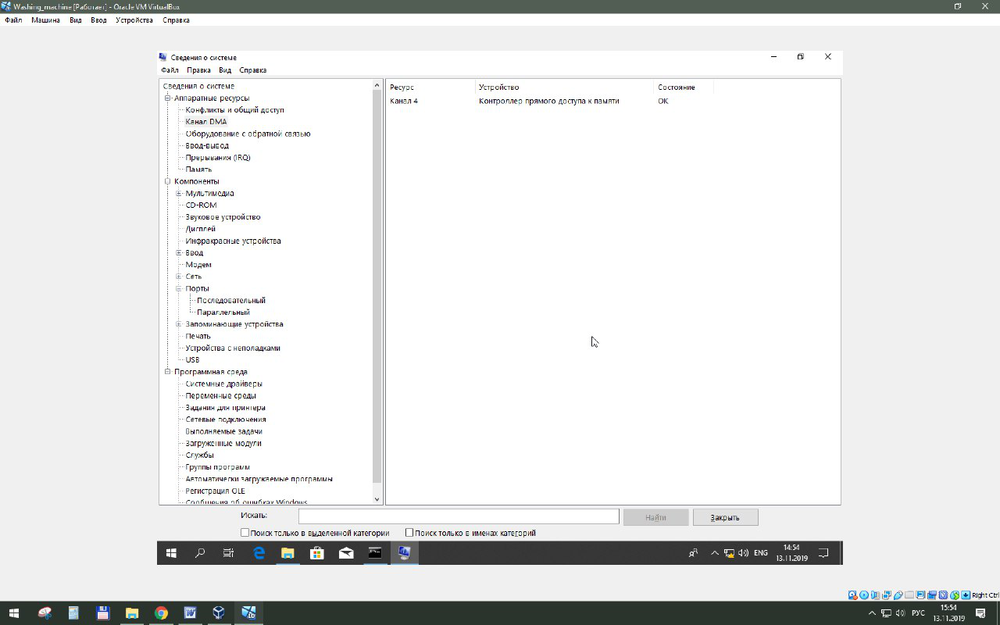 Washing_machine [Работает] - Oracle VM VirtualBox
Файл Машина Вид Ввод Устройства Справка
Сведения о системе
Файл Правка Вид Справка
Сведения о системе
Аппаратные ресурсы
Конфликты и общий доступ
Канал DMA
Оборудование с обратной связью
Ввод-вывод
Прерывания (IRQ)
Память
Компоненты
Мультимедиа
CD-ROM
Звуковое устройство
Дисплей
Инфракрасные устройства
Ввод
Модем
Сеть
Порты
Последовательный
Параллельный
Запоминающие устройства
Печать
Устройства с неполадками
USB
Программная среда
Системные драйверы
Переменные среды
Задания для принтера
Сетевые подключения
Выполняемые задачи
Загруженные модули
Службы
Группы программ
Автоматически загружаемые программы
Регистрация OLE
Сообщения об ошибках Windows
Ресурс Устройство Состояние
Канал 4 Контроллер прямого доступа к памяти ОК
Искать:
Найти
Закрыть
Поиск только в выделенной категории
Поиск только в именах категорий
ENG
14:54
13.11.2019
Right Ctrl
РУС
15:54
13.11.2019